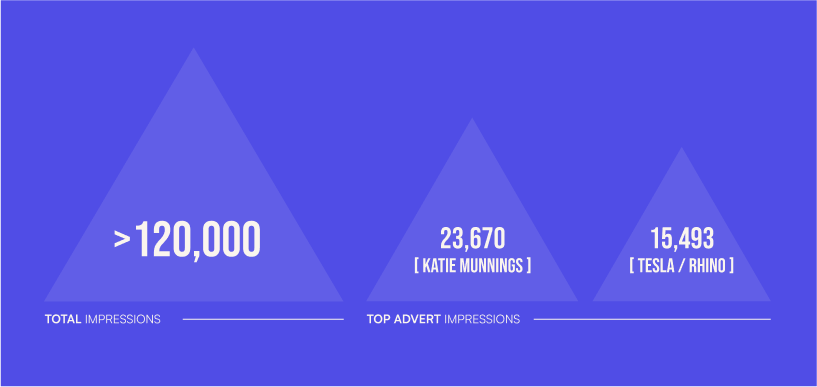 >120,000
23,670
[ KATIE MUNNINGS ]
15,493
[ TESLA / RHINO ]
TOTAL IMPRESSIONS
TOP ADVERT IMPRESSIONS